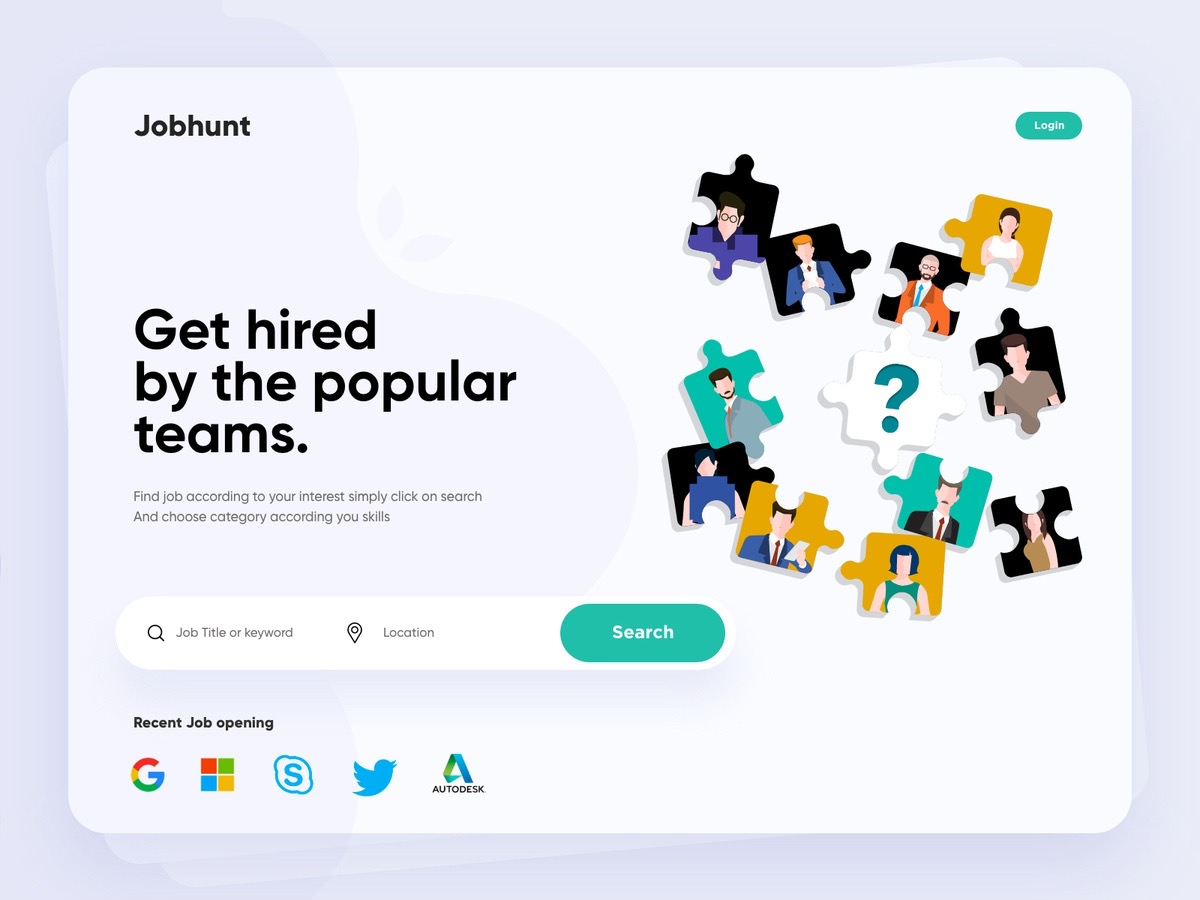 Jobhunt
Login
Get hired
by the popular
teams.
Find job according to your interest simply click on search
And choose category according you skills
?
Job Title or keyword
Location
Search
Recent Job opening
G
S
AUTODESK.